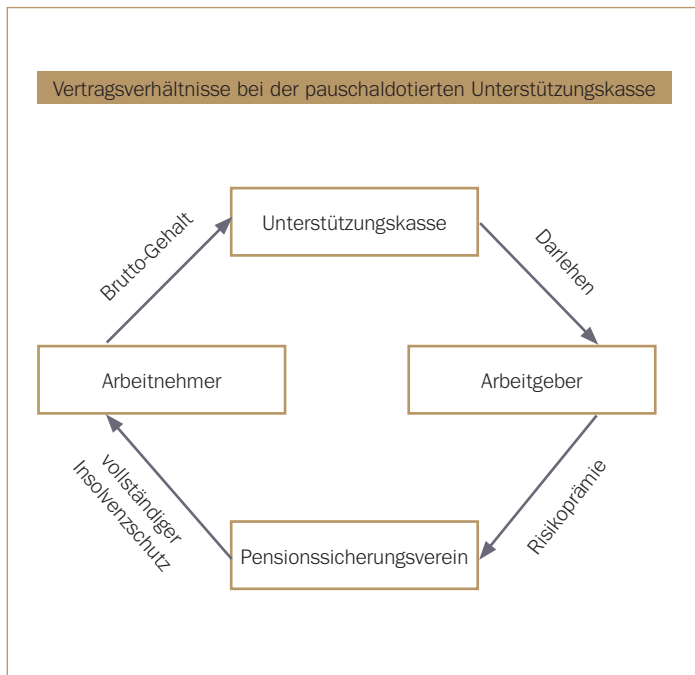 Vertragsverhältnisse bei der pauschaldotierten Unterstützungskasse
Unterstützungskasse
Brutto-Gehalt
Darlehen
Arbeitnehmer
Arbeitgeber
vollständiger
Insolvenzschutz
Risikoprämie
Pensionssicherungsverein